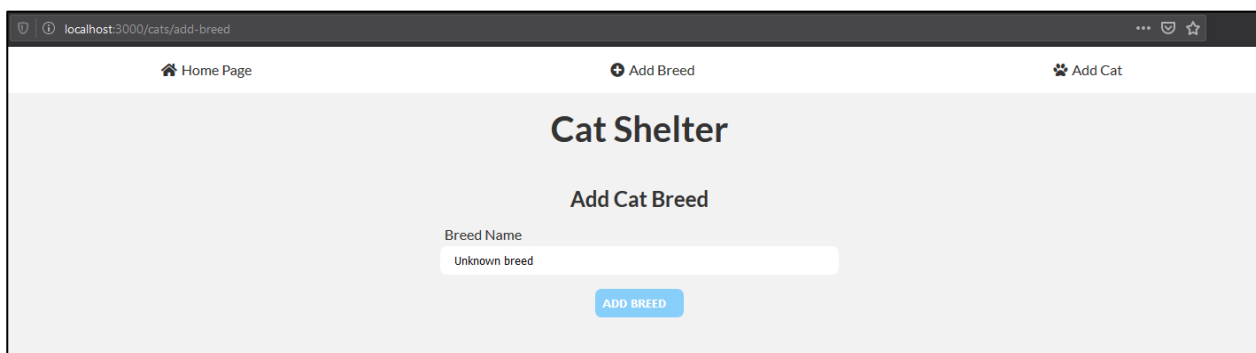 localhost:3000/cats/add-breed
Home Page Add Breed Add Cat
Cat Shelter
Add Cat Breed
Breed Name
Unknown breed
ADD BREED